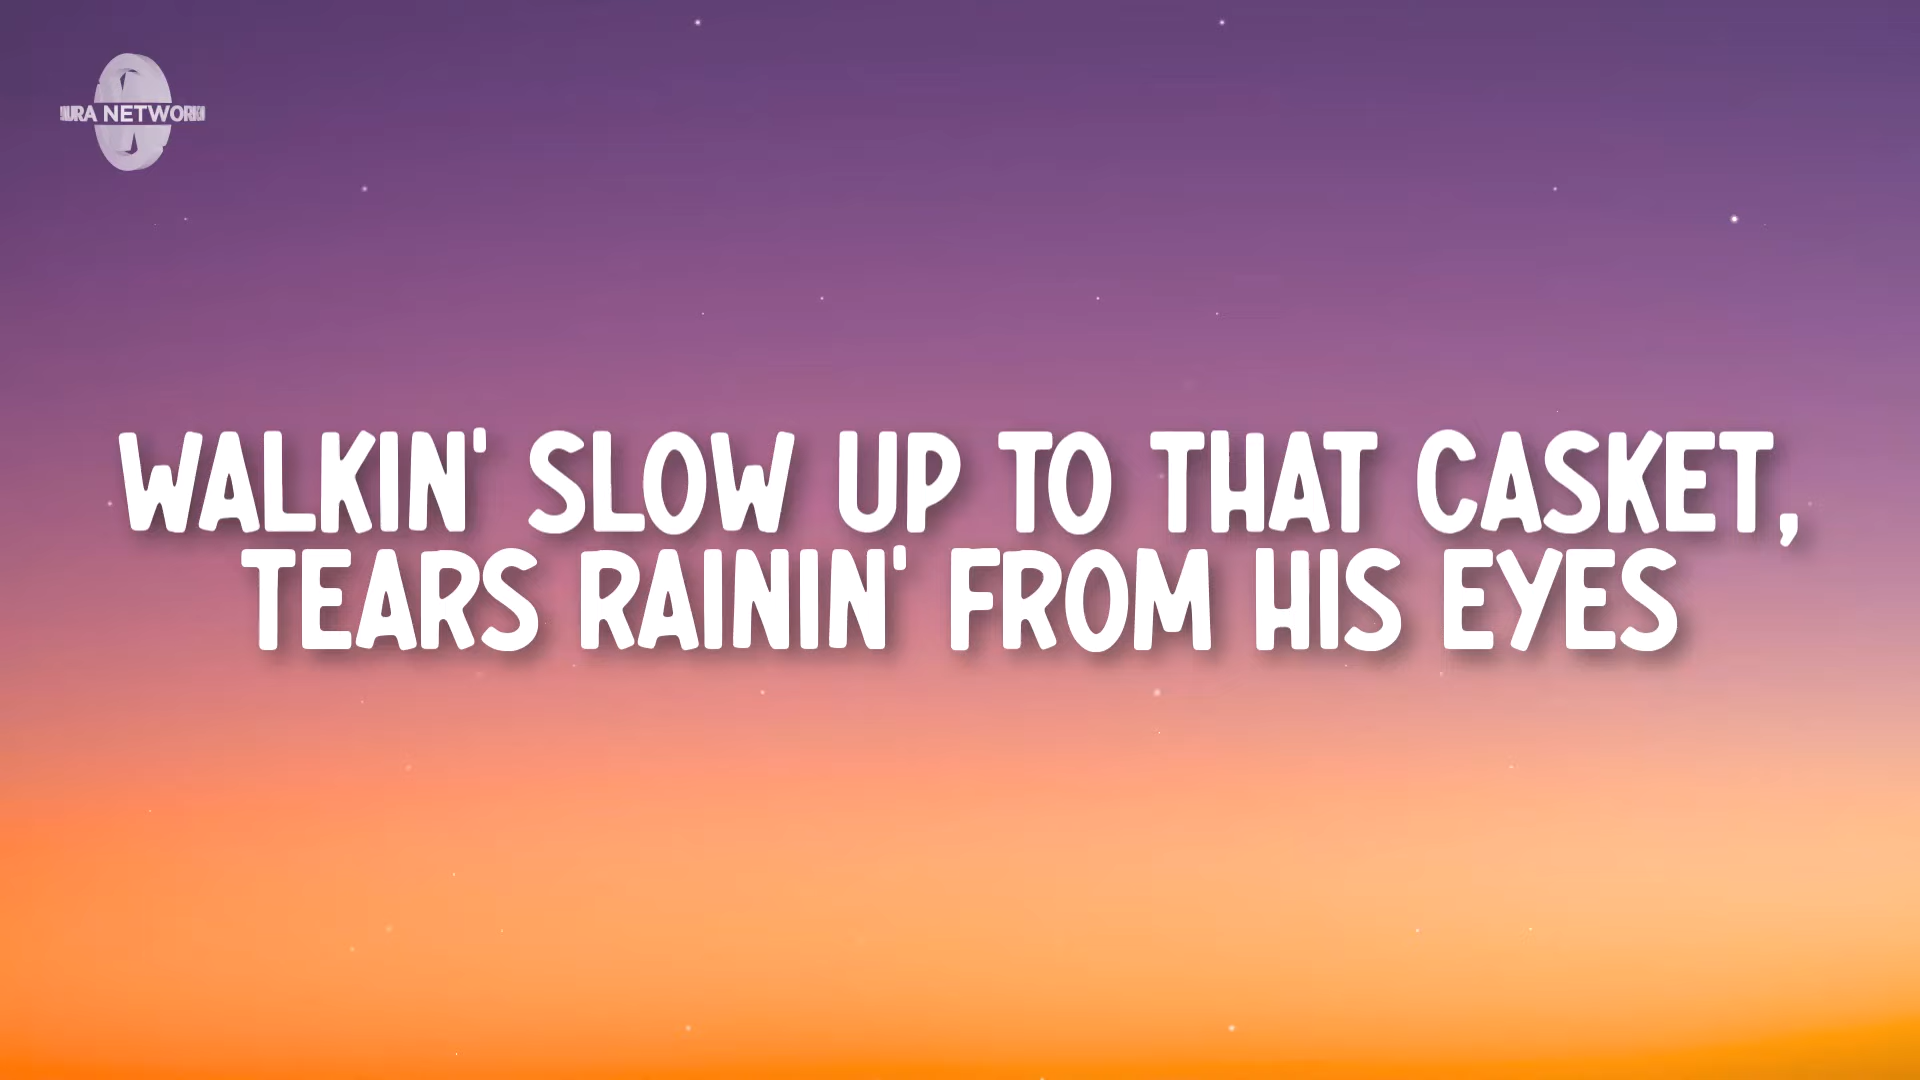 URA NETWORK
WALKIN' SLOW UP TO THAT CASKET,
TEARS RAININ' FROM HIS EYES